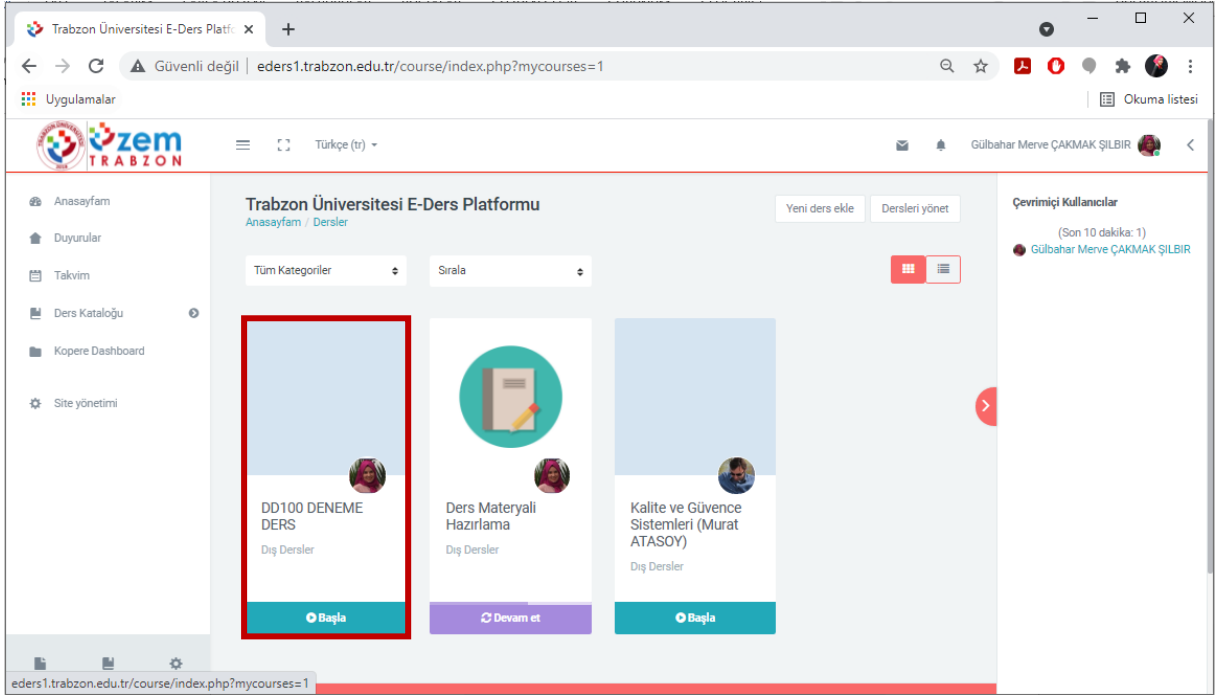 Trabzon Üniversitesi E-Ders Platfo
Güvenli değil
eders1.trabzon.edu.tr/course/index.php?mycourses=1
Uygulamalar
Okuma listesi
Üzem
TRABZON
Türkçe (tr)
Gülbahar Merve ÇAKMAK ŞILBIR
Anasayfam
Duyurular
Takvim
Ders Kataloğu
Kopere Dashboard
Site yönetimi
Trabzon Üniversitesi E-Ders Platformu
Anasayfam / Dersler
Yeni ders ekle
Dersleri yönet
Tüm Kategoriler
Sırala
DD100 DENEME
DERS
Dış Dersler
Başla
Ders Materyali
Hazırlama
Dış Dersler
Devam et
Kalite ve Güvence
Sistemleri (Murat
ATASOY)
Dış Dersler
Başla
Çevrimiçi Kullanıcılar
(Son 10 dakika: 1)
Gülbahar Merve ÇAKMAK ŞILBIR
eders1.trabzon.edu.tr/course/index.php?mycourses=1